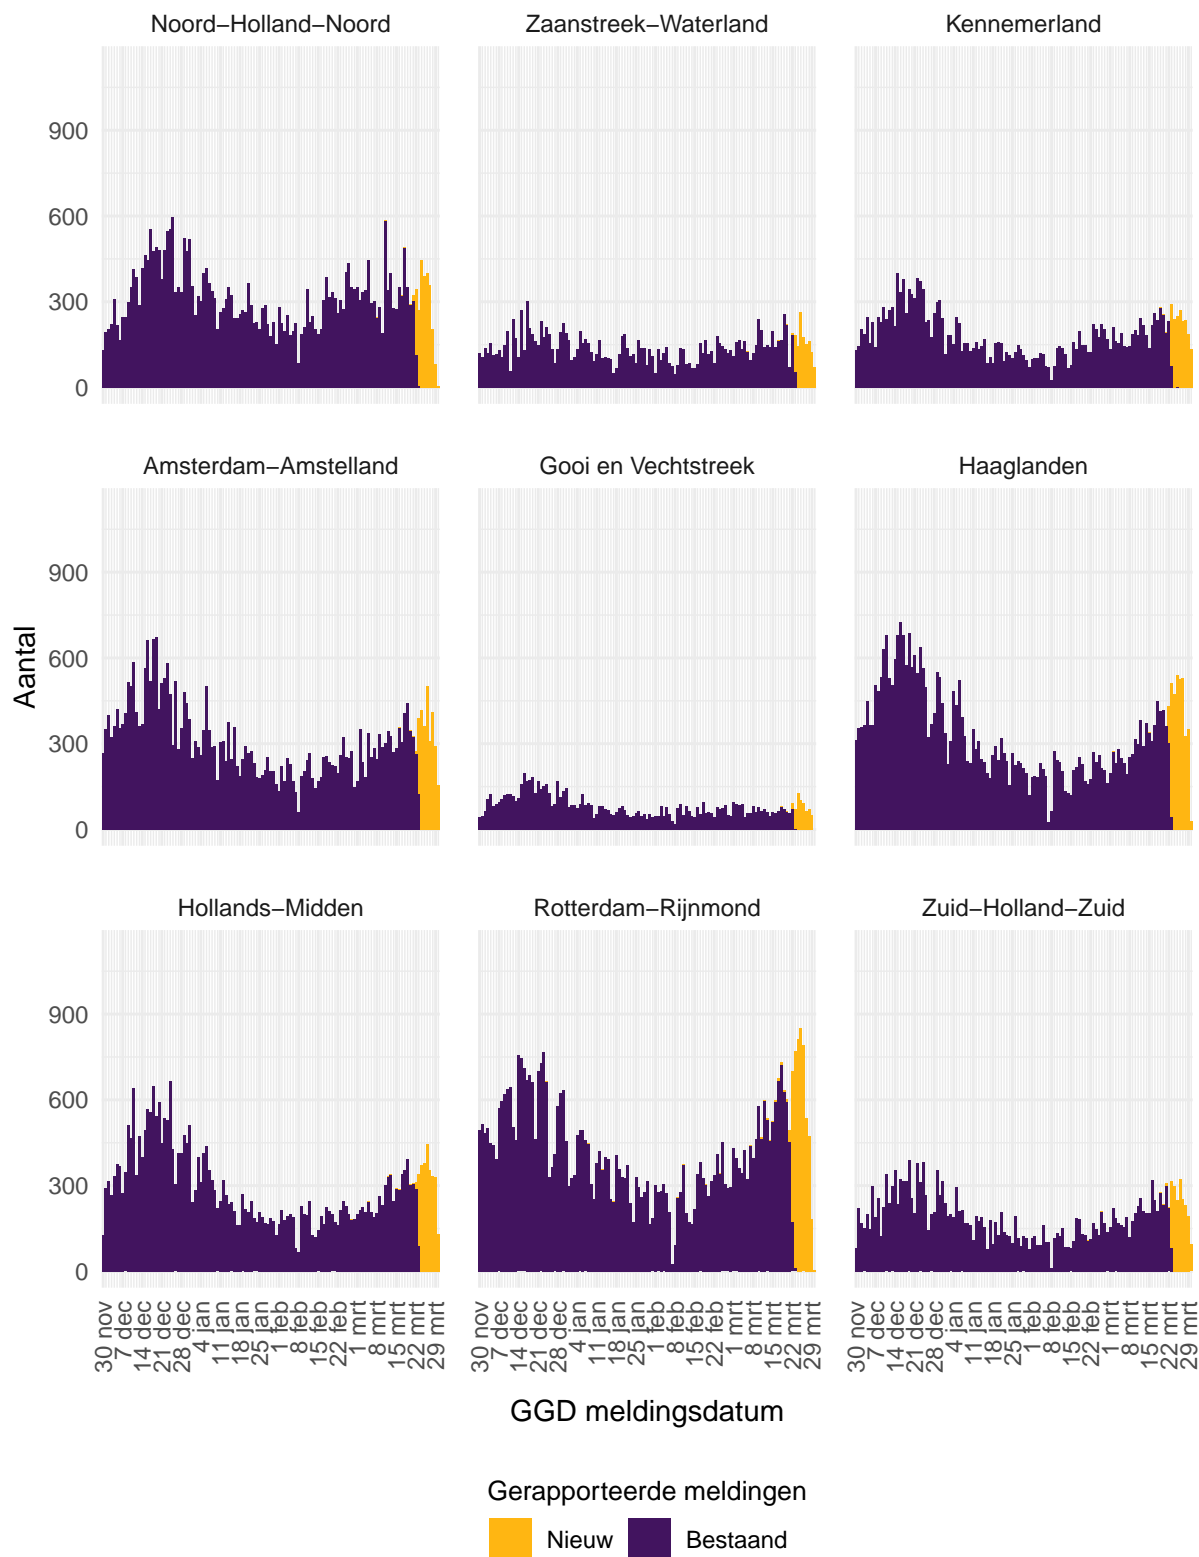 Noord−Holland−Noord
Zaanstreek−Waterland
Kennemerland
900
600
300
0
Amsterdam−Amstelland
Gooi en Vechtstreek
Haaglanden
900
600
300
0
Aantal
Hollands−Midden
Rotterdam−Rijnmond
Zuid−Holland−Zuid
900
600
300
0
30 nov
7 dec
14 dec
21 dec
28 dec
4 jan
11 jan
18 jan
25 jan
1 feb
8 feb
15 feb
22 feb
1 mrt
8 mrt
15 mrt
22 mrt
29 mrt
30 nov
7 dec
14 dec
21 dec
28 dec
4 jan
11 jan
18 jan
25 jan
1 feb
8 feb
15 feb
22 feb
1 mrt
8 mrt
15 mrt
22 mrt
29 mrt
30 nov
7 dec
14 dec
21 dec
28 dec
4 jan
11 jan
18 jan
25 jan
1 feb
8 feb
15 feb
22 feb
1 mrt
8 mrt
15 mrt
22 mrt
29 mrt
GGD meldingsdatum
Gerapporteerde meldingen
Nieuw
Bestaand